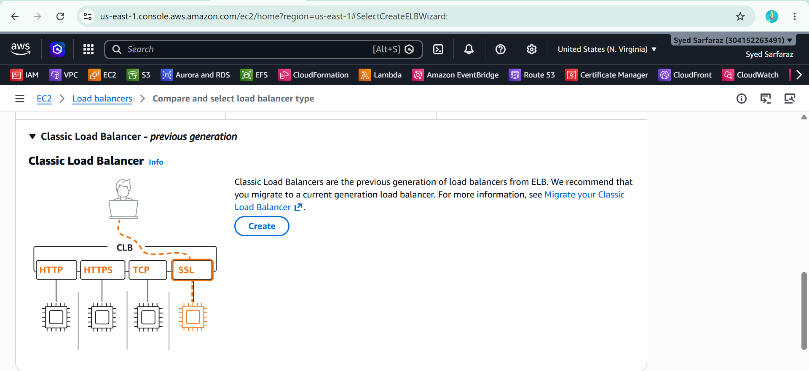 us-east-1.console.aws.amazon.com/ec2/home?region=us-east-1#SelectCreateELBWizard:
aws
Search
[Alt+S]
United States (N. Virginia) ▼
Syed Sarfaraz (304152263491) ▼
Syed Sarfaraz
IAM VPC EC2 S3 Aurora and RDS EFS CloudFormation Lambda Amazon EventBridge Route 53 Certificate Manager CloudFront CloudWatch
EC2 > Load balancers > Compare and select load balancer type
▼ Classic Load Balancer - previous generation
Classic Load Balancer Info
Classic Load Balancers are the previous generation of load balancers from ELB. We recommend that
you migrate to a current generation load balancer. For more information, see Migrate your Classic
Load Balancer .
Create
CLB
HTTP HTTPS TCP SSL